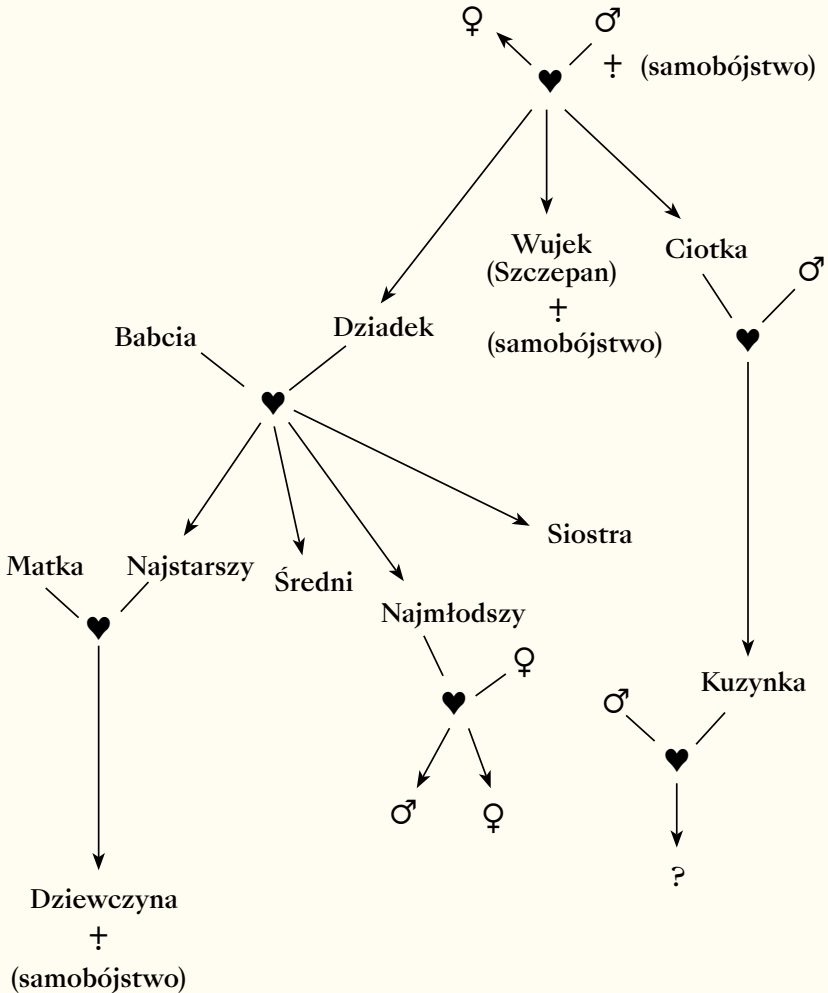 ♀ ♂
⍭ (samobójstwo)
Wujek
(Szczepan)
(samobójstwo)
Ciotka
♂
Babcia
Dziadek
Siostra
Matka
Najstarszy
Średni
Najmłodszy
♀
Kuzynka
♂
♂ ♀
?
Dziewczyna
(samobójstwo)